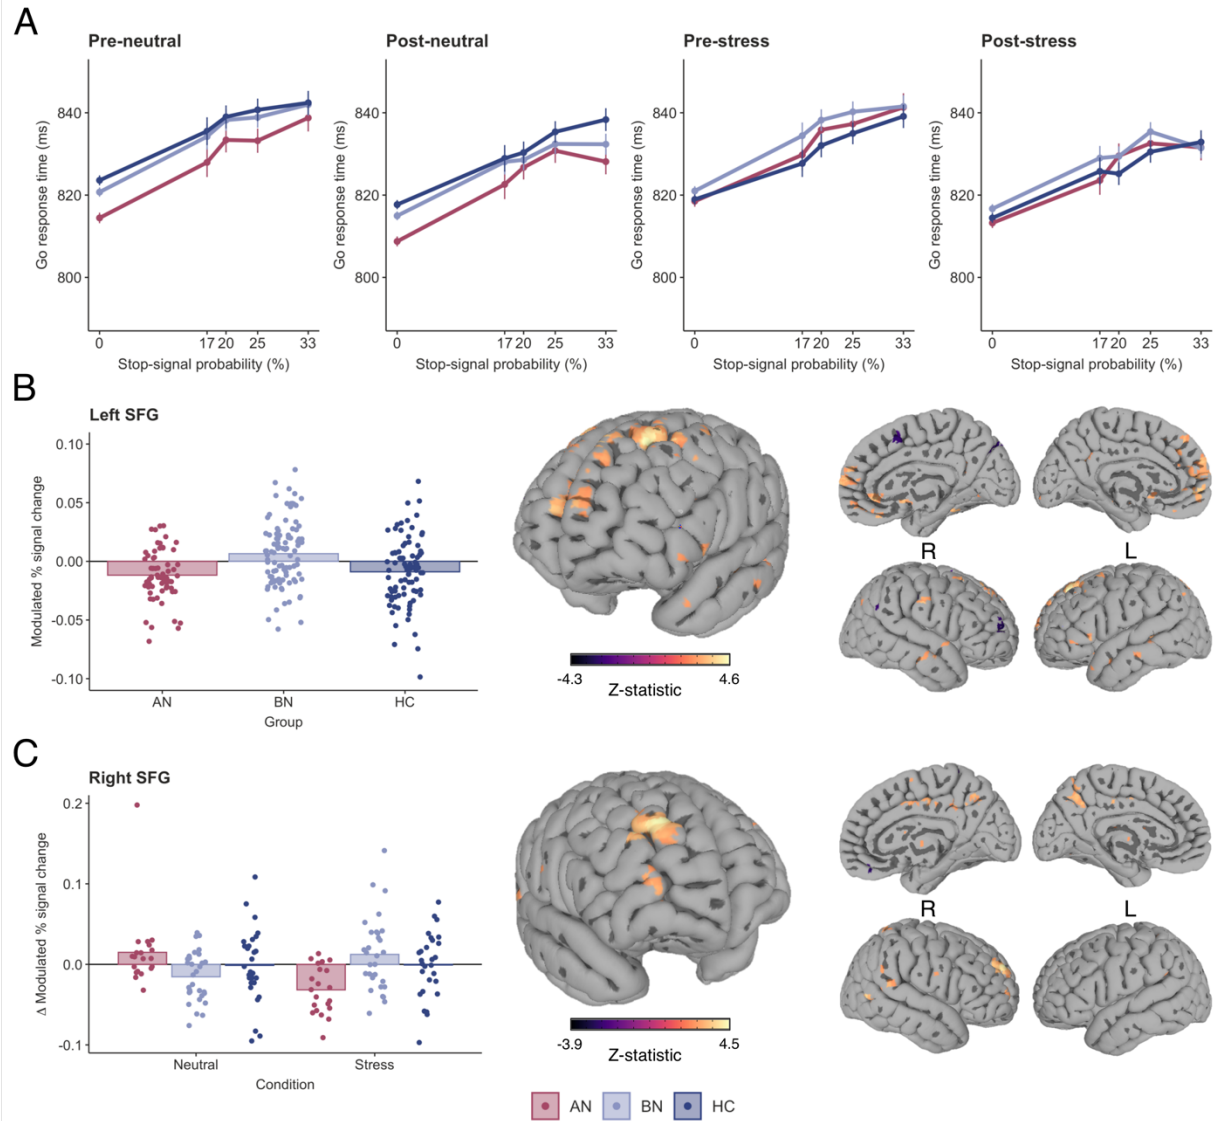 A
Pre-neutral
Post-neutral
Pre-stress
Post-stress
Go response time (ms)
840
820
800
0
17 20
25
33
Stop-signal probability (%)
Go response time (ms)
840
820
800
0
17 20
25
33
Stop-signal probability (%)
Go response time (ms)
840
820
800
0
17 20
25
33
Stop-signal probability (%)
Go response time (ms)
840
820
800
0
17 20
25
33
Stop-signal probability (%)
B
Left SFG
Modulated % signal change
0.10
0.05
0.00
-0.05
-0.10
AN
BN
HC
Group
-4.3
4.6
Z-statistic
R
L
C
Right SFG
Δ Modulated % signal change
0.2
0.1
0.0
-0.1
Neutral
Stress
Condition
-3.9
4.5
Z-statistic
R
L
AN
BN
HC